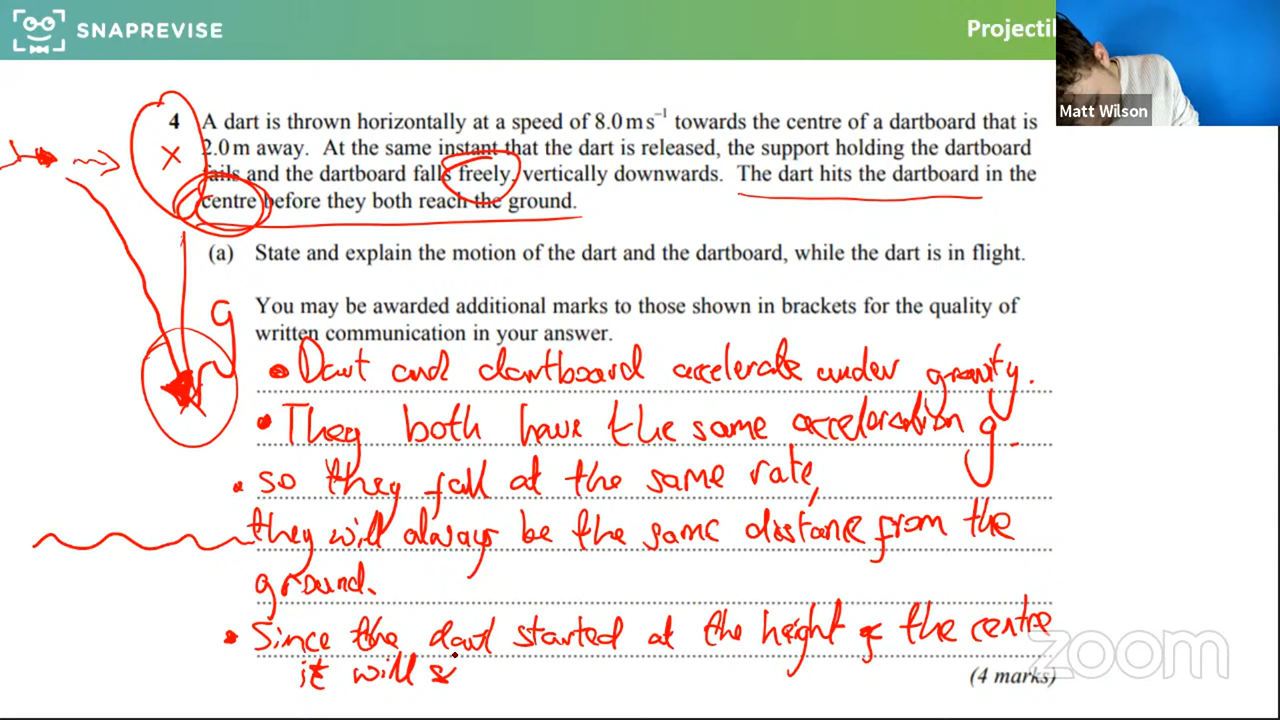 SNAPREVISE
Projectil
Matt Wilson
4 A dart is thrown horizontally at a speed of 8.0 m s⁻¹ towards the centre of a dartboard that is
2.0 m away. At the same instant that the dart is released, the support holding the dartboard
fails and the dartboard falls freely, vertically downwards. The dart hits the dartboard in the
centre before they both reach the ground.
(a) State and explain the motion of the dart and the dartboard, while the dart is in flight.
You may be awarded additional marks to those shown in brackets for the quality of
written communication in your answer.
g
• Dart and dartboard accelerate under gravity.
• They both have the same acceleration g.
• so they fall at the same rate,
they will always be the same distance from the
ground.
• Since the dart started at the height of the centre
it will
zoom
(4 marks)